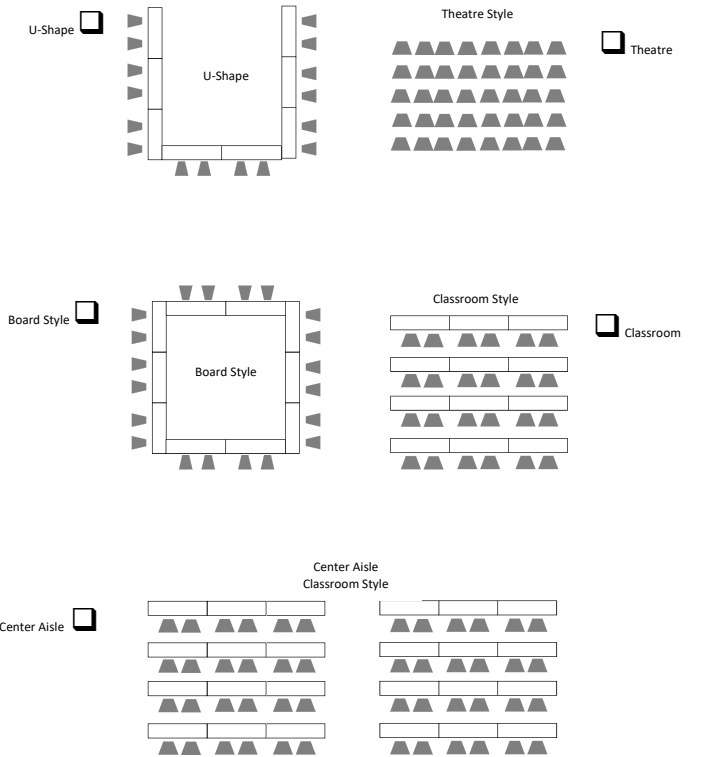 U-Shape
U-Shape
Theatre Style
Theatre
Board Style
Board Style
Classroom Style
Classroom
Center Aisle
Classroom Style
Center Aisle